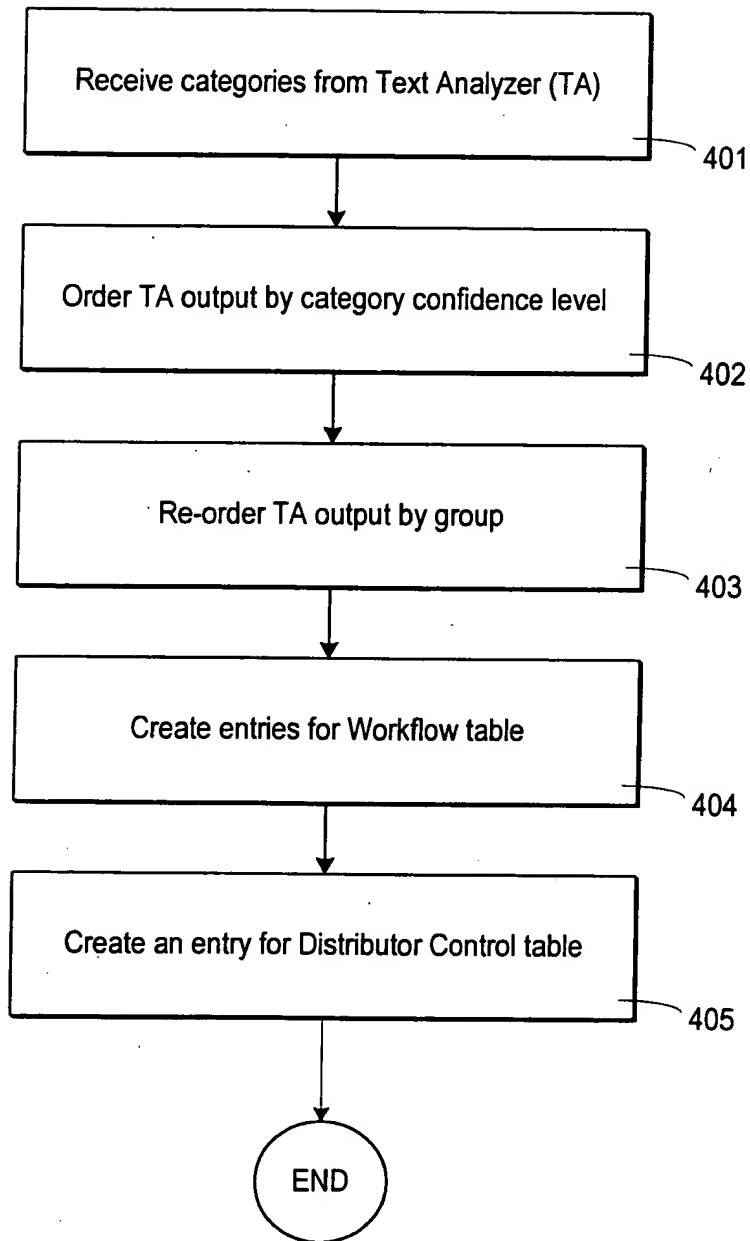 Receive categories from Text Analyzer (TA)
401
Order TA output by category confidence level
402
Re-order TA output by group
403
Create entries for Workflow table
404
Create an entry for Distributor Control table
405
END